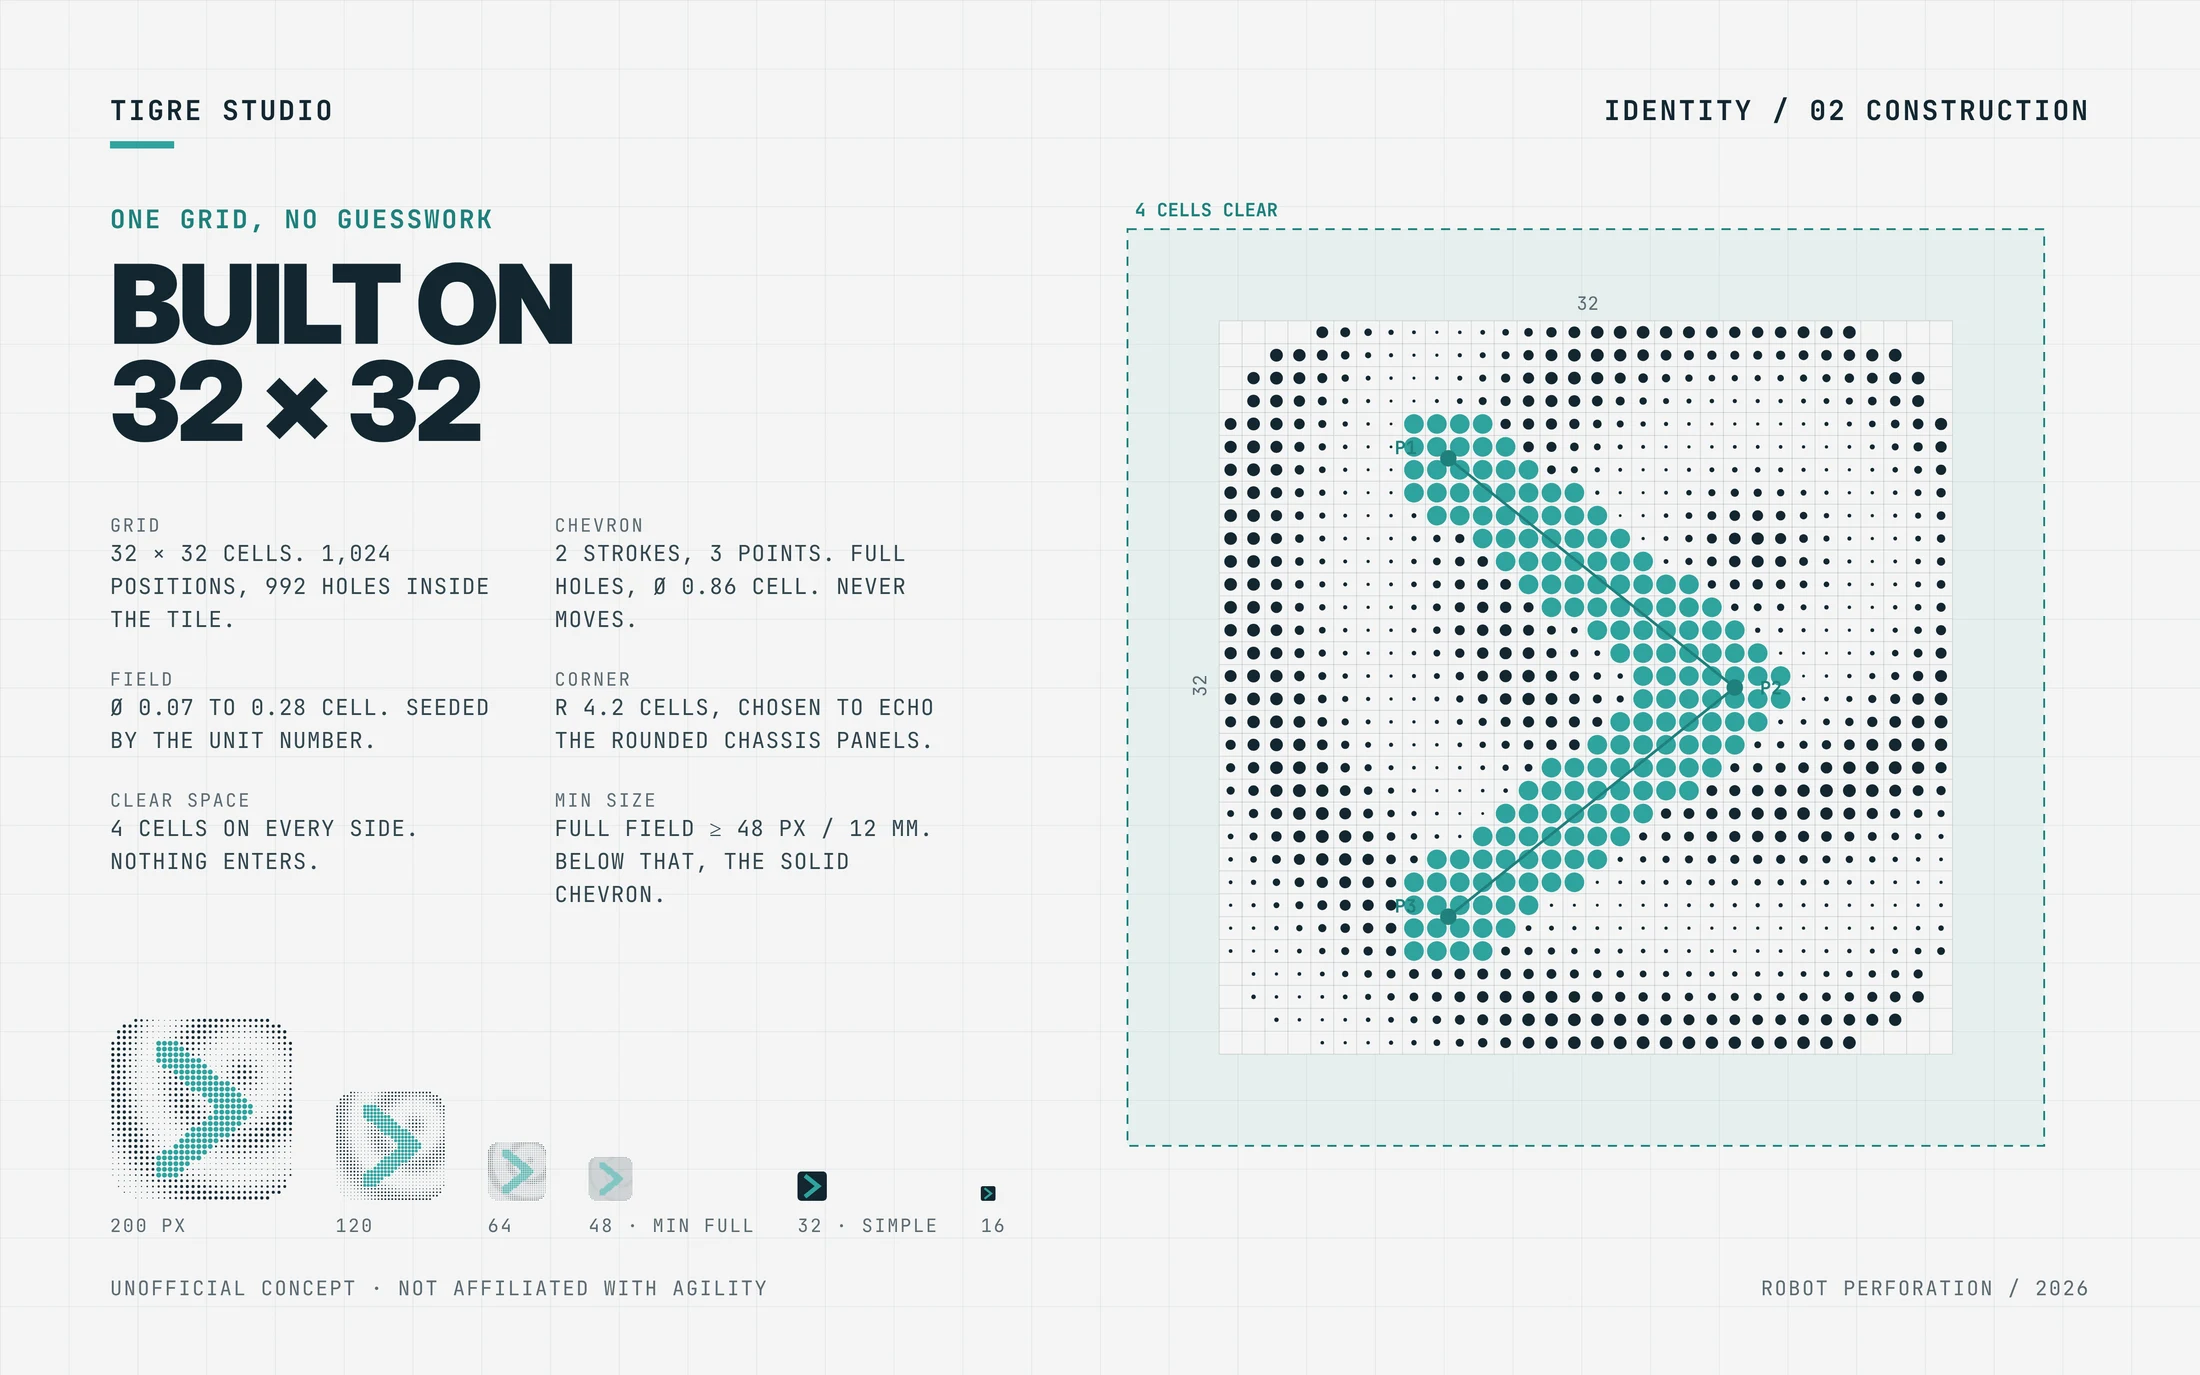 TIGRE STUDIO
IDENTITY / 02 CONSTRUCTION
ONE GRID, NO GUESSWORK
BUILT ON
32 × 32
GRID
32 × 32 CELLS. 1,024
POSITIONS, 992 HOLES INSIDE
THE TILE.
CHEVRON
2 STROKES, 3 POINTS. FULL
HOLES, Ø 0.86 CELL. NEVER
MOVES.
FIELD
Ø 0.07 TO 0.28 CELL. SEEDED
BY THE UNIT NUMBER.
CORNER
R 4.2 CELLS, CHOSEN TO ECHO
THE ROUNDED CHASSIS PANELS.
CLEAR SPACE
4 CELLS ON EVERY SIDE.
NOTHING ENTERS.
MIN SIZE
FULL FIELD ≥ 48 PX / 12 MM.
BELOW THAT, THE SOLID
CHEVRON.
200 PX
120
64
48 · MIN FULL
32 · SIMPLE
16
4 CELLS CLEAR
32
32
P1
P2
P3
UNOFFICIAL CONCEPT · NOT AFFILIATED WITH AGILITY
ROBOT PERFORATION / 2026